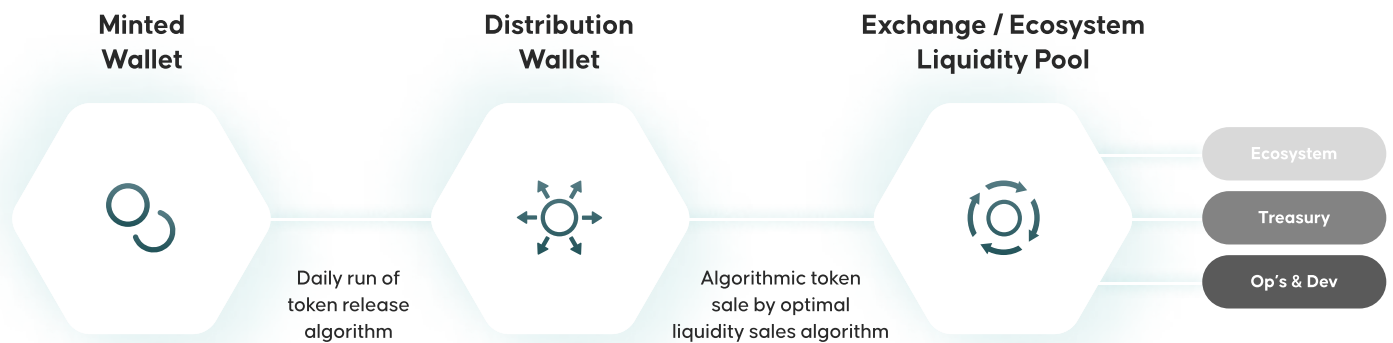 Minted
Wallet
Distribution
Wallet
Exchange / Ecosystem
Liquidity Pool
Ecosystem
Treasury
Op's & Dev
Daily run of
token release
algorithm
Algorithmic token
sale by optimal
liquidity sales algorithm